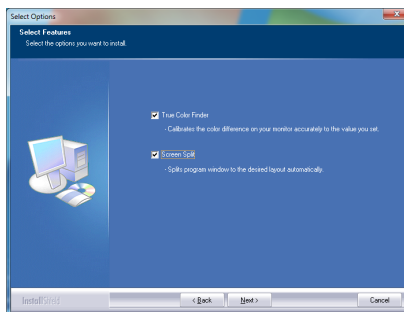 Select Options
Select Features
Select the options you want to install.
True Color Finder
- Calibrates the color difference on your monitor accurately to the value you set.
Screen Split
- Splits program window to the desired layout automatically.
InstallShield
< Back
Next >
Cancel